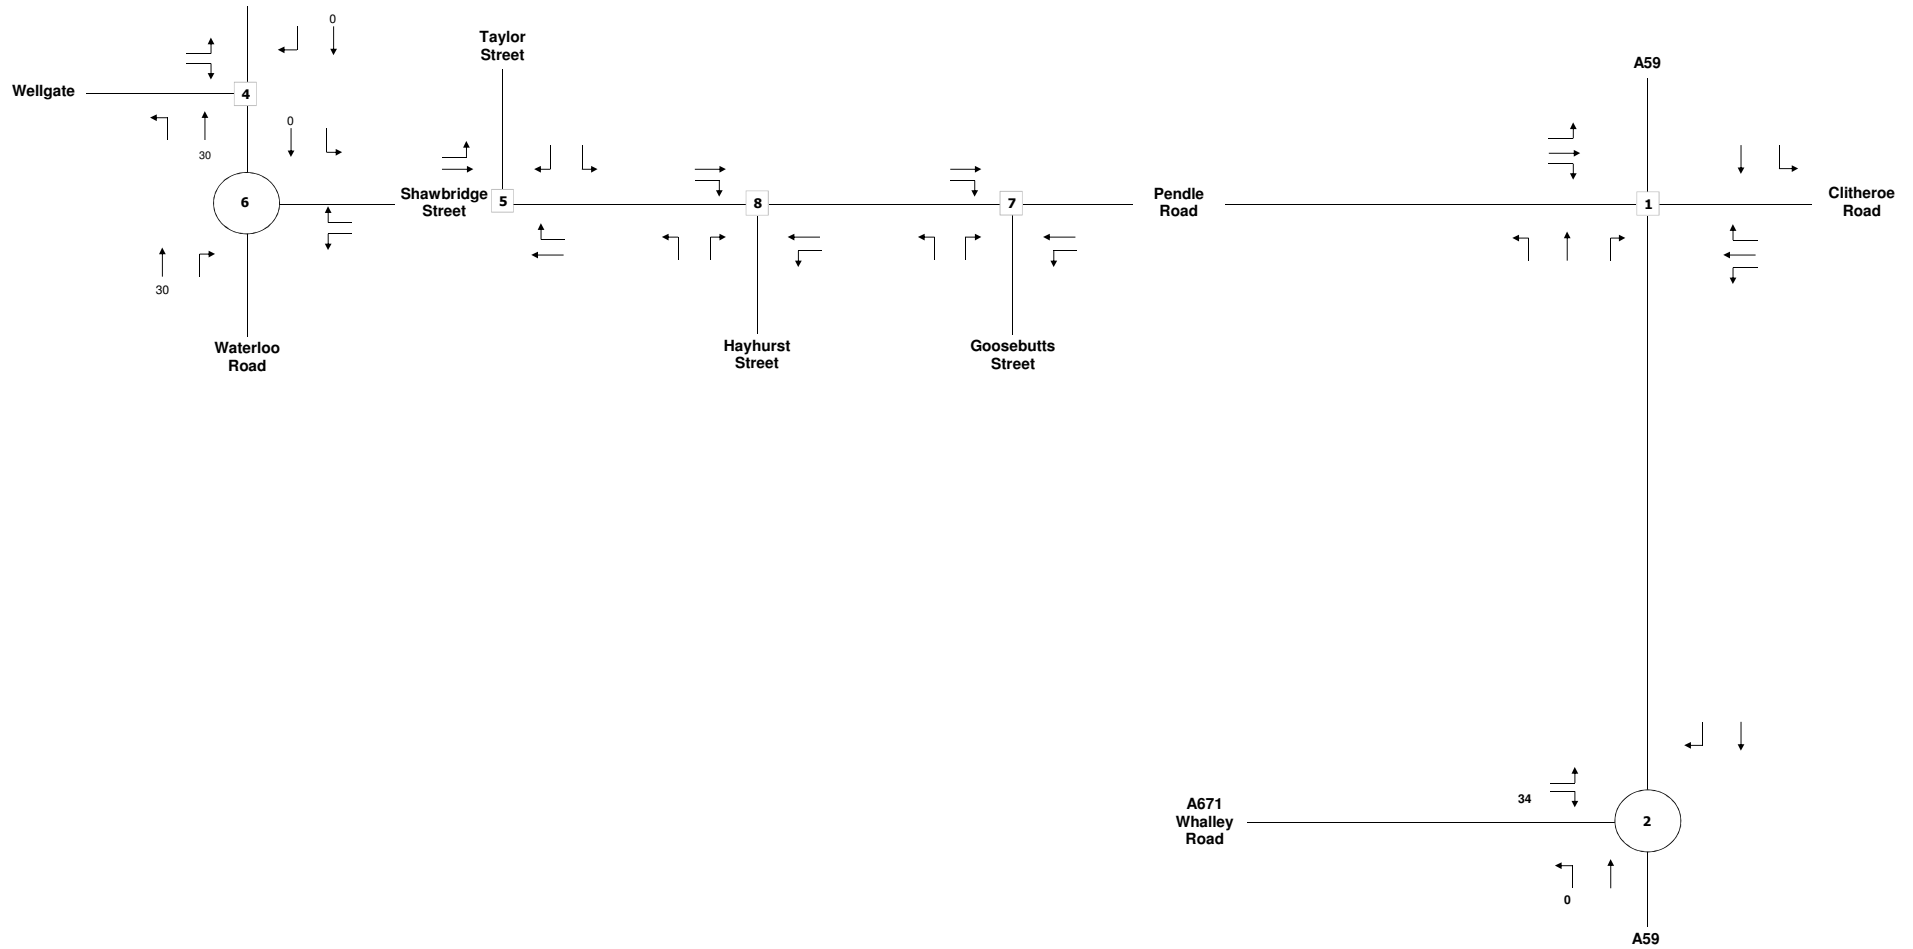 0
Taylor
Street
A59
Wellgate
4
0
30
Shawbridge
Street
6
5
8
7
Pendle
Road
1
Clitheroe
Road
30
Waterloo
Road
Hayhurst
Street
Goosebutts
Street
34
A671
Whalley
Road
2
0
A59